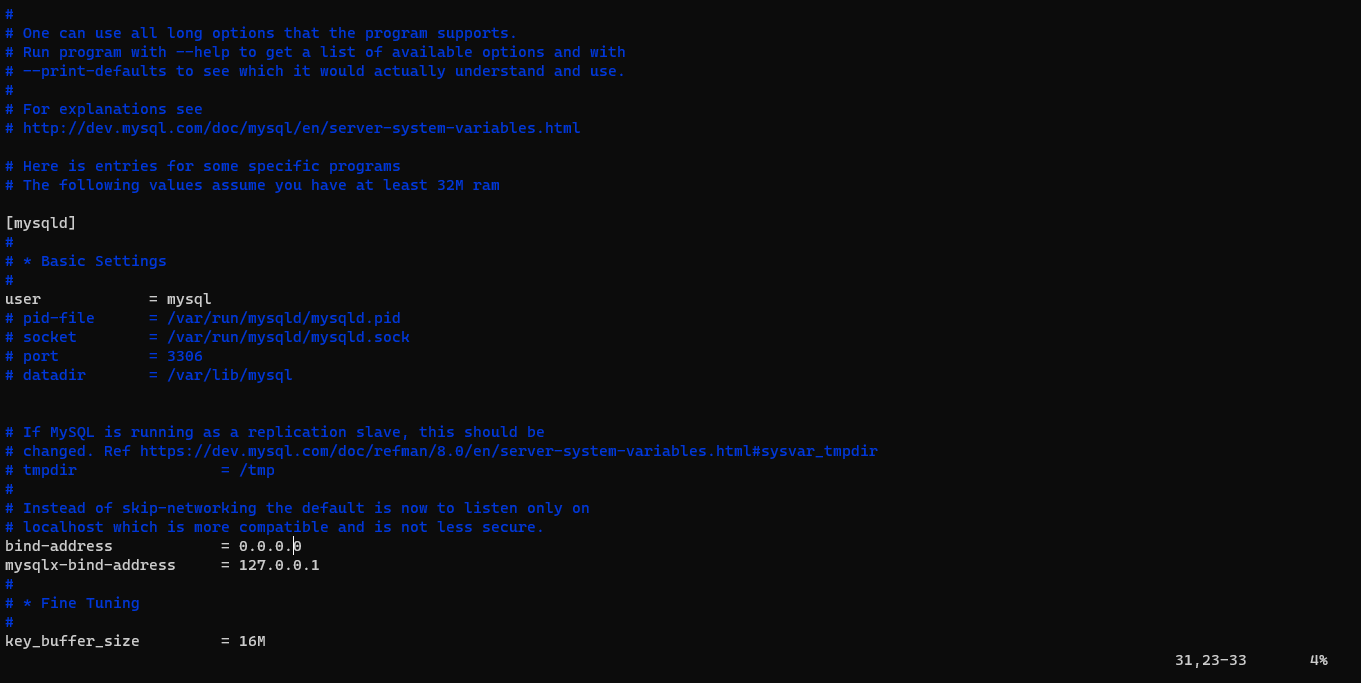 #
# One can use all long options that the program supports.
# Run program with --help to get a list of available options and with
# --print-defaults to see which it would actually understand and use.
#
# For explanations see
# http://dev.mysql.com/doc/mysql/en/server-system-variables.html

# Here is entries for some specific programs
# The following values assume you have at least 32M ram

[mysqld]
#
# * Basic Settings
#
user            = mysql
# pid-file      = /var/run/mysqld/mysqld.pid
# socket        = /var/run/mysqld/mysqld.sock
# port          = 3306
# datadir       = /var/lib/mysql


# If MySQL is running as a replication slave, this should be
# changed. Ref https://dev.mysql.com/doc/refman/8.0/en/server-system-variables.html#sysvar_tmpdir
# tmpdir                = /tmp
#
# Instead of skip-networking the default is now to listen only on
# localhost which is more compatible and is not less secure.
bind-address            = 0.0.0.0
mysqlx-bind-address     = 127.0.0.1
#
# * Fine Tuning
#
key_buffer_size         = 16M
31,23-33       4%